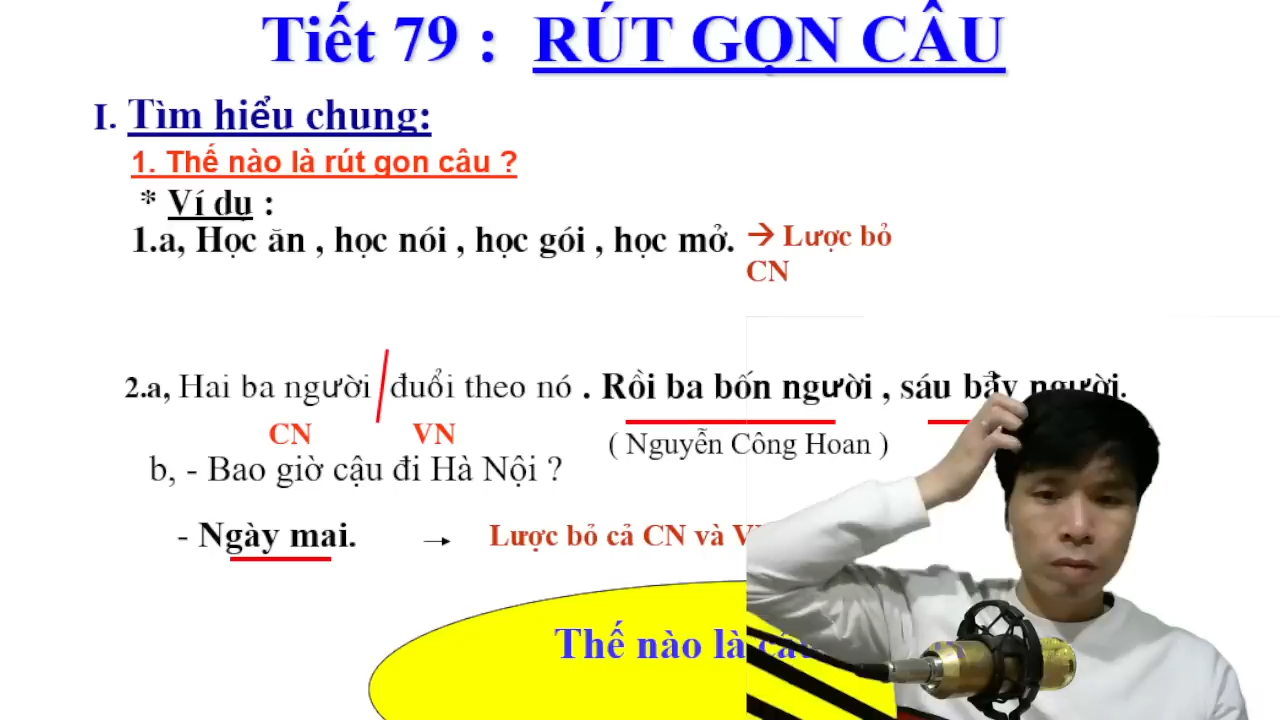 Tiết 79 : RÚT GỌN CÂU
I. Tìm hiểu chung:
1. Thế nào là rút gọn câu ?
* Ví dụ :
1.a, Học ăn , học nói , học gói , học mở. → Lược bỏ
CN
2.a, Hai ba người / đuổi theo nó . Rồi ba bốn người , sáu bảy người.
CN VN
( Nguyễn Công Hoan )
b, - Bao giờ cậu đi Hà Nội ?
- Ngày mai. → Lược bỏ cả CN và
Thế nào là